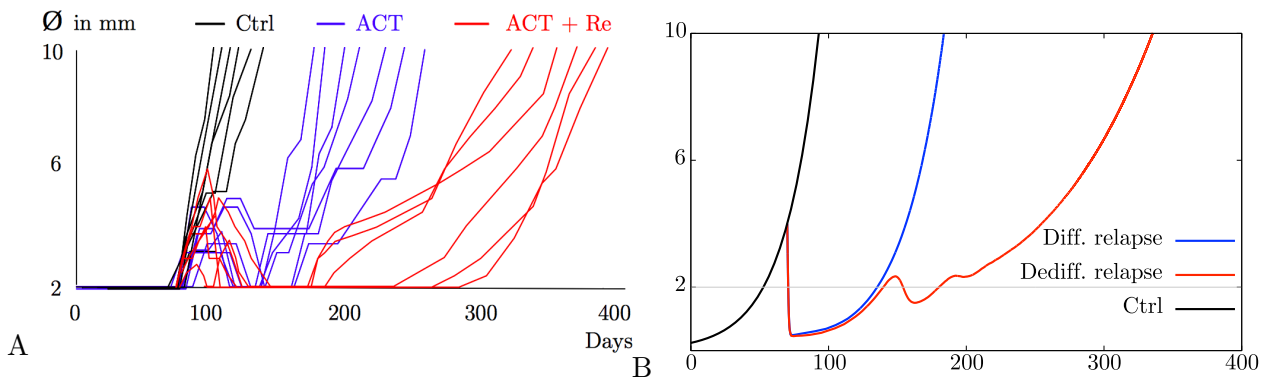 Ø in mm Ctrl ACT ACT + Re
10
6
2
0 100 200 300 400
Days
A
10
6
2
0 100 200 300 400
Diff. relapse
Dediff. relapse
Ctrl
B